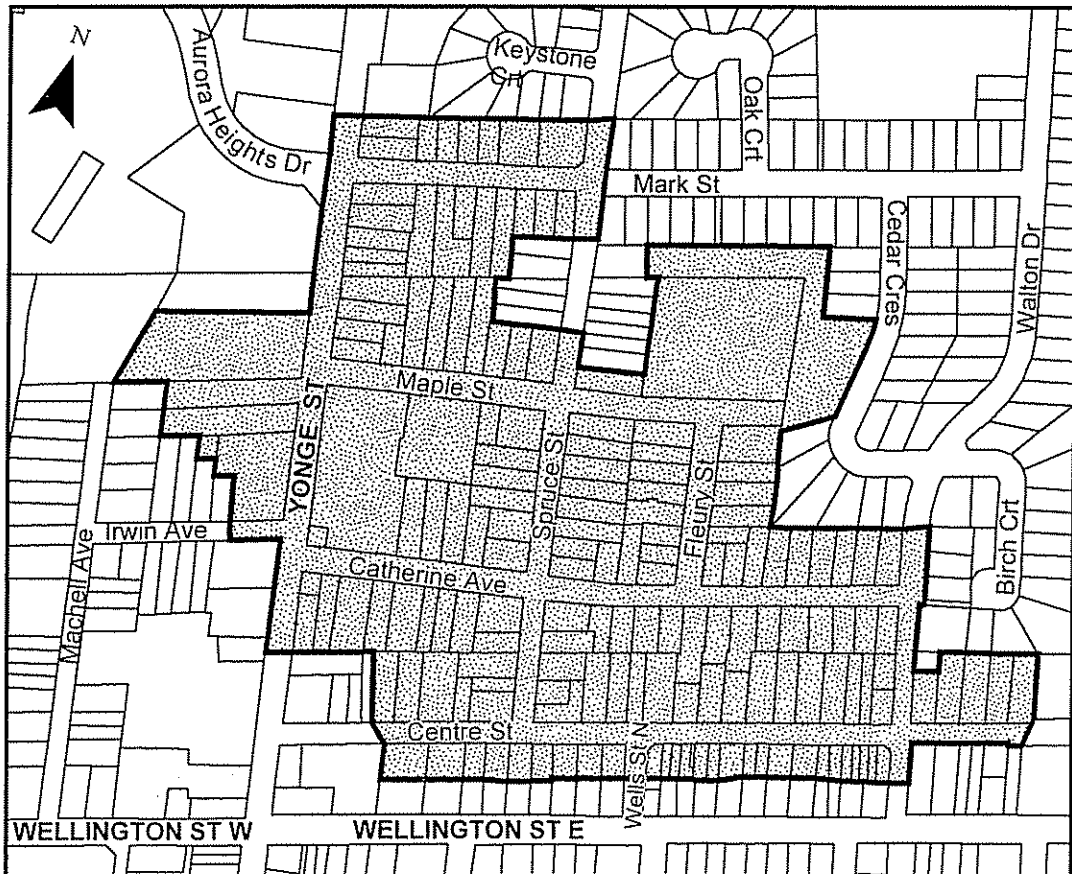 N
Aurora Heights Dr
Keystone
Crt
Oak Crt
Mark St
Cedar Cres
Walton Dr
Maple St
YONGE ST
Spruce St
Fleury St
Irwin Ave
Machell Ave
Catherine Ave
Birch Crt
Centre St
Wells St N
WELLINGTON ST W
WELLINGTON ST E